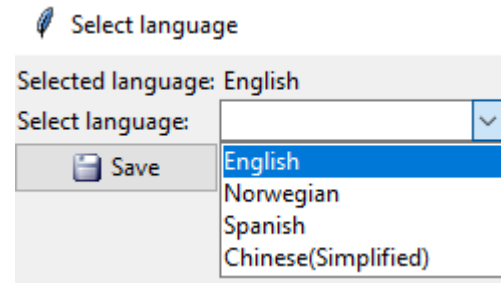 Select language
Selected language: English
Select language:
Save
English
Norwegian
Spanish
Chinese(Simplified)